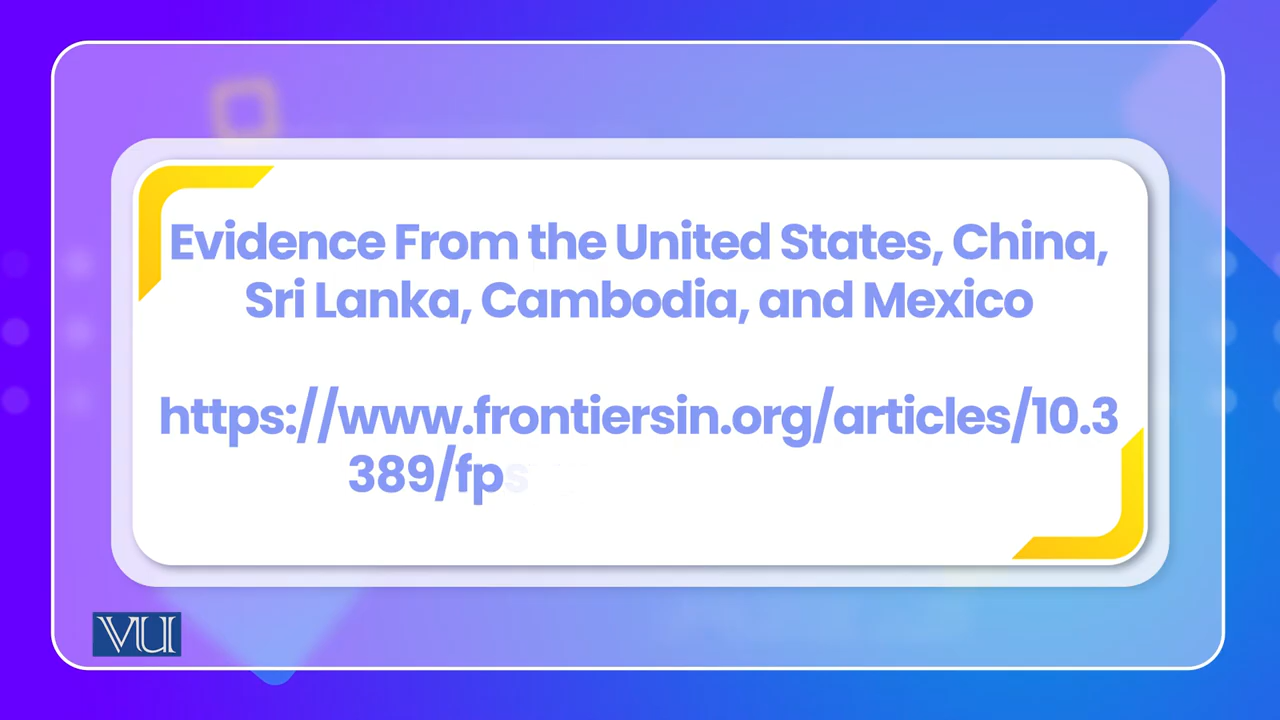 Evidence From the United States, China,
Sri Lanka, Cambodia, and Mexico
https://www.frontiersin.org/articles/10.3
389/fps
VU